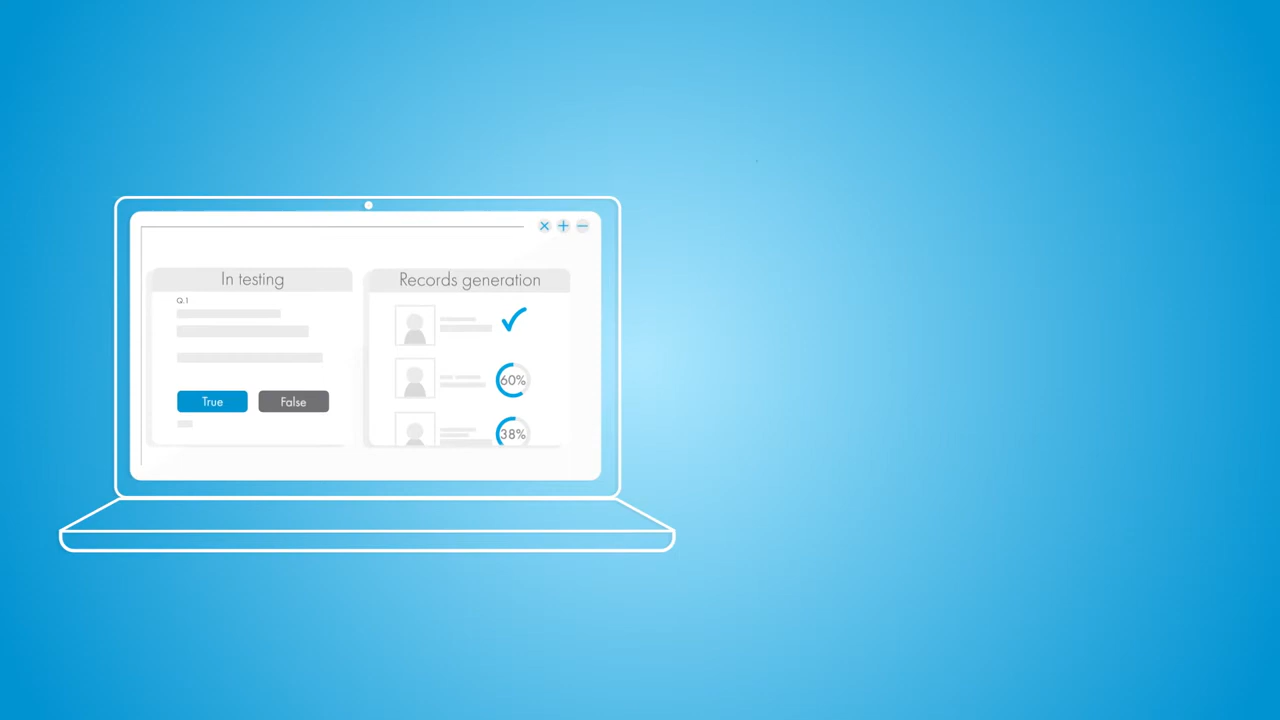 In testing
Q.1
True
False
Records generation
60%
38%